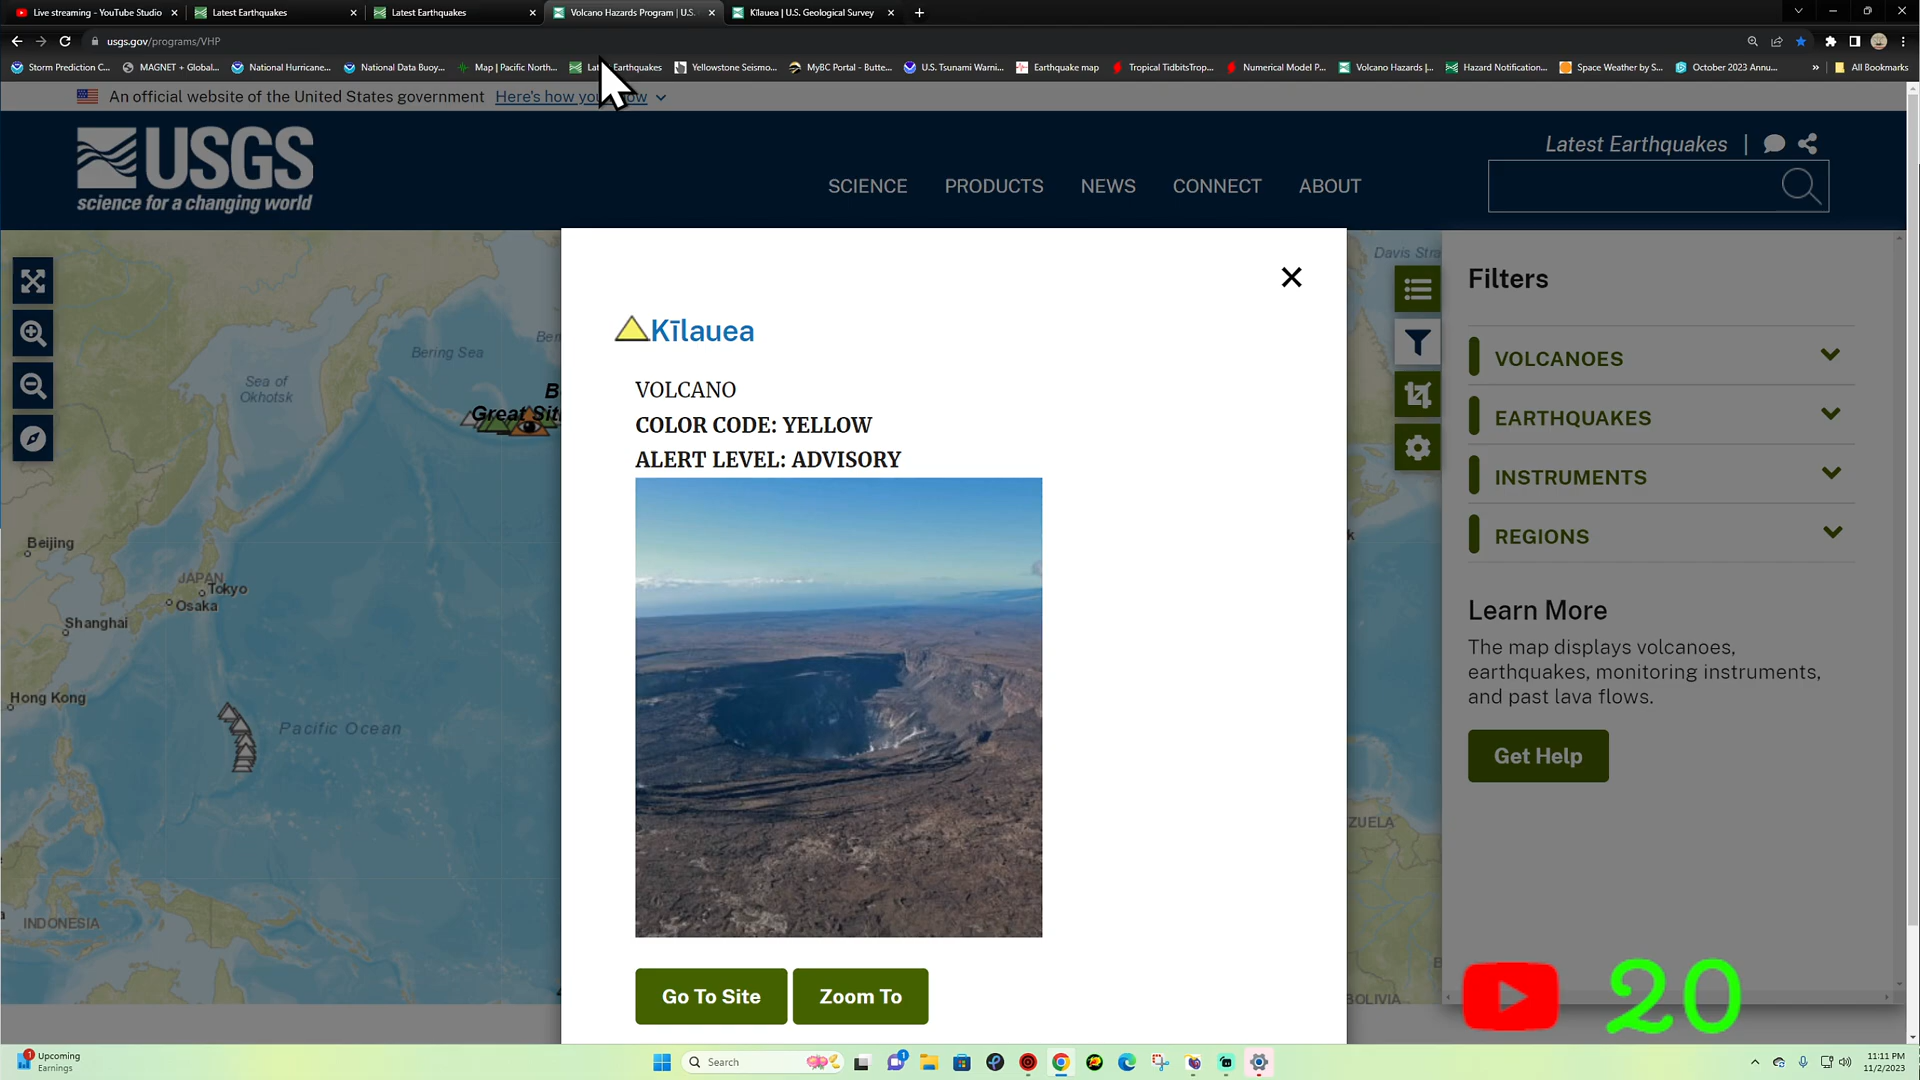 Live streaming - YouTube Studio
Latest Earthquakes
Latest Earthquakes
Volcano Hazards Program | U.S.
Kīlauea | U.S. Geological Survey
usgs.gov/programs/VHP
Storm Prediction C...
MAGNET + Global...
National Hurricane...
National Data Buoy...
Map | Pacific North...
Earthquakes
Yellowstone Seismo...
MyBC Portal - Butte...
U.S. Tsunami Warni...
Earthquake map
Tropical TidbitsTrop...
Numerical Model P...
Volcano Hazards |...
Hazard Notification...
Space Weather by S...
October 2023 Annu...
»
All Bookmarks
An official website of the United States government
Here's how you
USGS
science for a changing world
Latest Earthquakes |
SCIENCE
PRODUCTS
NEWS
CONNECT
ABOUT
Kīlauea
VOLCANO
COLOR CODE: YELLOW
ALERT LEVEL: ADVISORY
Go To Site
Zoom To
Davis Stra
Bering Sea
Sea of
Okhotsk
Great Sit
Beijing
JAPAN
Tokyo
Osaka
Shanghai
Hong Kong
Pacific Ocean
INDONESIA
ZUELA
BOLIVIA
Filters
VOLCANOES
EARTHQUAKES
INSTRUMENTS
REGIONS
Learn More
The map displays volcanoes,
earthquakes, monitoring instruments,
and past lava flows.
Get Help
20
1
Upcoming
Earnings
Search
1
11:11 PM
11/2/2023